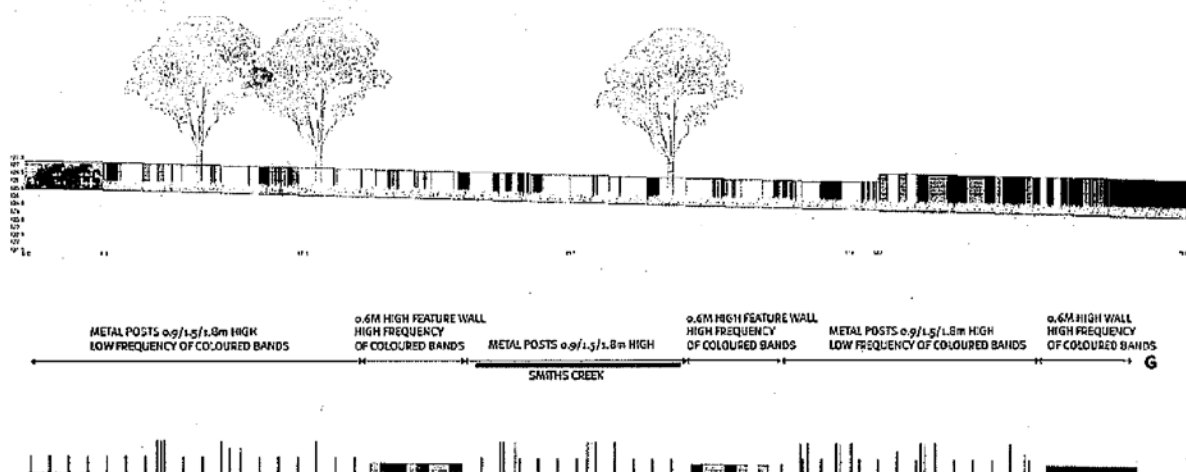 METAL POSTS 0.9/1.5/1.8m HIGH
LOW FREQUENCY OF COLOURED BANDS
0.6M HIGH FEATURE WALL
HIGH FREQUENCY
OF COLOURED BANDS
METAL POSTS 0.9/1.5/1.8m HIGH
SMITHS CREEK
0.6M HIGH FEATURE WALL
HIGH FREQUENCY
OF COLOURED BANDS
METAL POSTS 0.9/1.5/1.8m HIGH
LOW FREQUENCY OF COLOURED BANDS
0.6M HIGH WALL
HIGH FREQUENCY
OF COLOURED BANDS
G